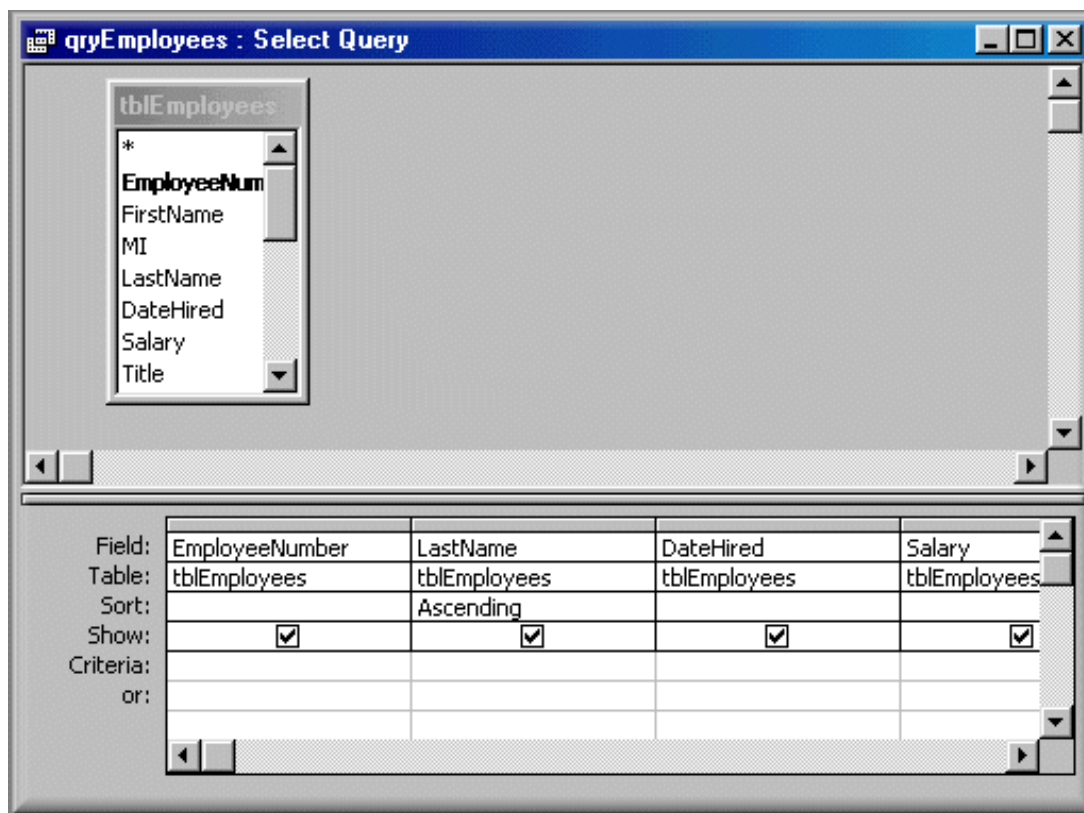 qryEmployees : Select Query
tblEmployees
*
EmployeeNum
FirstName
MI
LastName
DateHired
Salary
Title
Field: EmployeeNumber LastName DateHired Salary
Table: tblEmployees tblEmployees tblEmployees tblEmployees
Sort: Ascending
Show:
Criteria:
or: